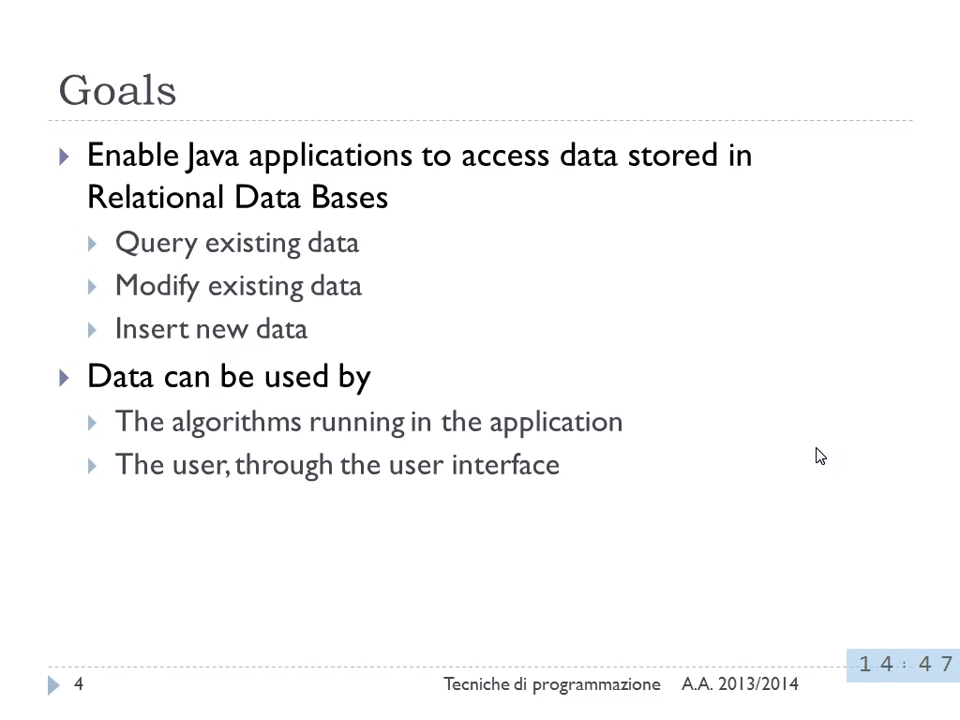 Goals
Enable Java applications to access data stored in
Relational Data Bases
Query existing data
Modify existing data
Insert new data
Data can be used by
The algorithms running in the application
The user, through the user interface
4 Tecniche di programmazione A.A. 2013/2014
14:47